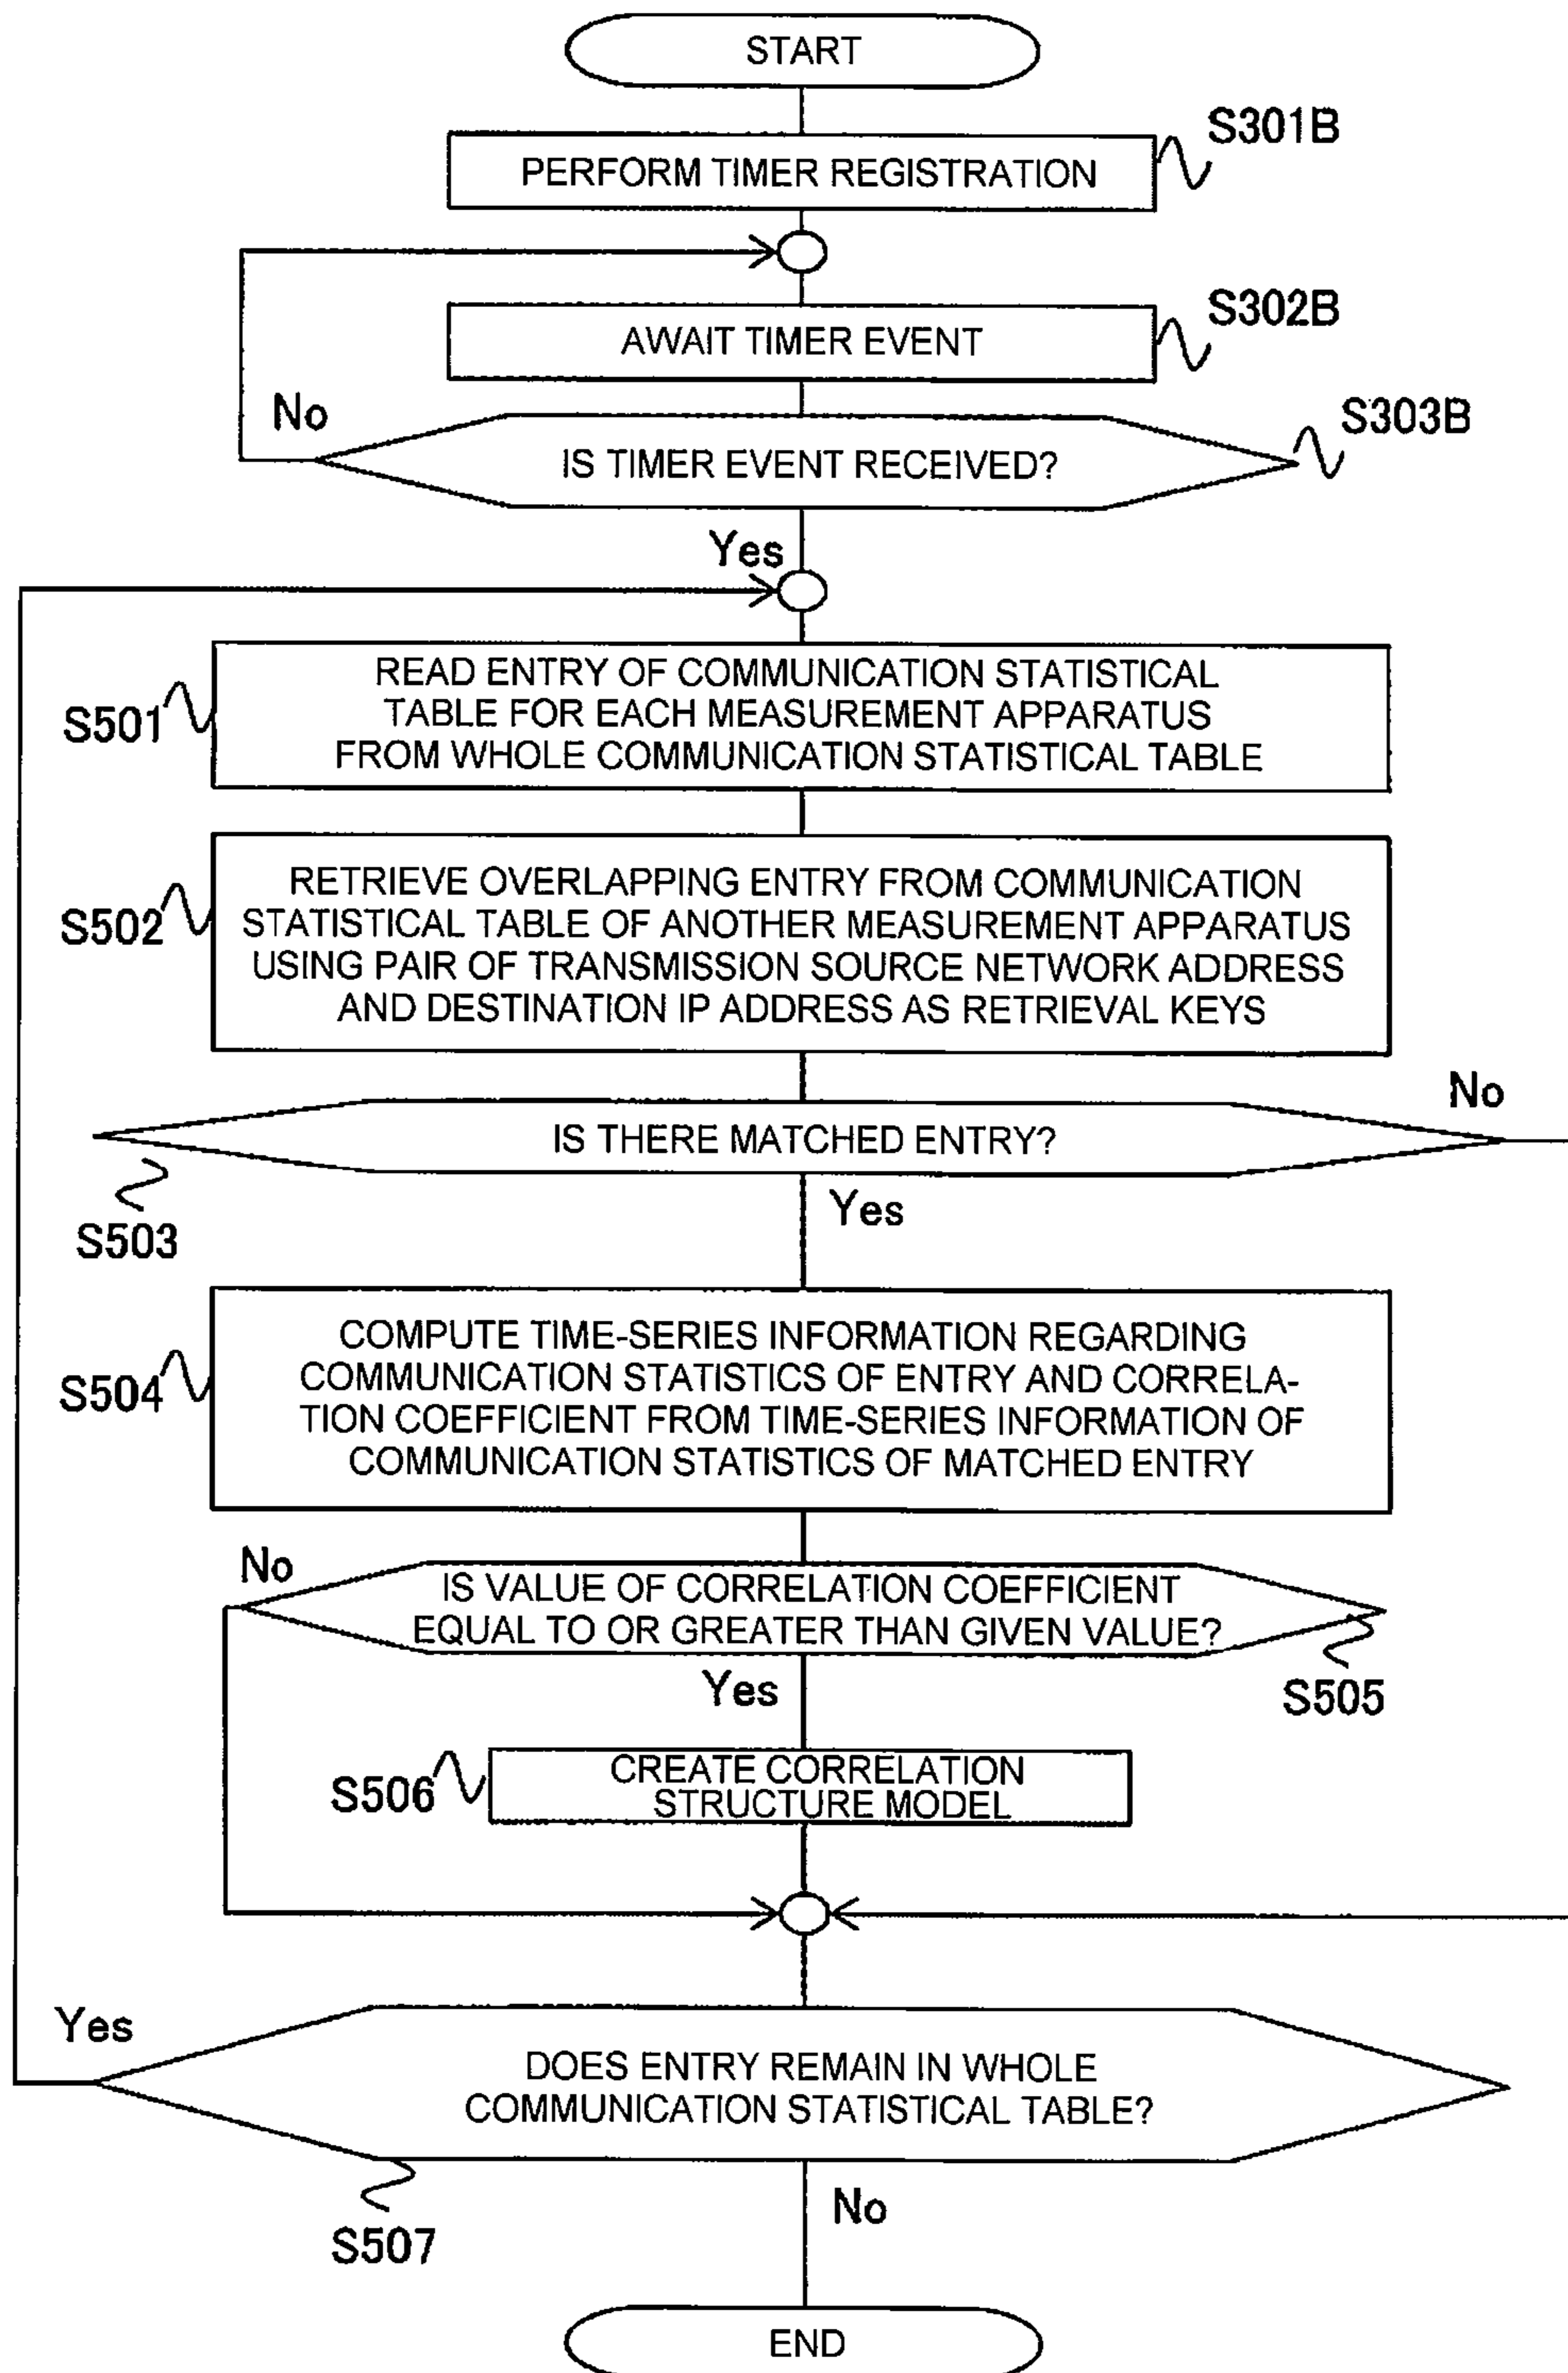 START
S301B
PERFORM TIMER REGISTRATION
S302B
AWAIT TIMER EVENT
No
S303B
IS TIMER EVENT RECEIVED?
Yes
READ ENTRY OF COMMUNICATION STATISTICAL
TABLE FOR EACH MEASUREMENT APPARATUS
FROM WHOLE COMMUNICATION STATISTICAL TABLE
S501
RETRIEVE OVERLAPPING ENTRY FROM COMMUNICATION
STATISTICAL TABLE OF ANOTHER MEASUREMENT APPARATUS
USING PAIR OF TRANSMISSION SOURCE NETWORK ADDRESS
AND DESTINATION IP ADDRESS AS RETRIEVAL KEYS
S502
No
IS THERE MATCHED ENTRY?
S503
Yes
COMPUTE TIME-SERIES INFORMATION REGARDING
COMMUNICATION STATISTICS OF ENTRY AND CORRELA-
TION COEFFICIENT FROM TIME-SERIES INFORMATION OF
COMMUNICATION STATISTICS OF MATCHED ENTRY
S504
No
IS VALUE OF CORRELATION COEFFICIENT
EQUAL TO OR GREATER THAN GIVEN VALUE?
Yes
S505
CREATE CORRELATION
STRUCTURE MODEL
S506
Yes
DOES ENTRY REMAIN IN WHOLE
COMMUNICATION STATISTICAL TABLE?
No
S507
END